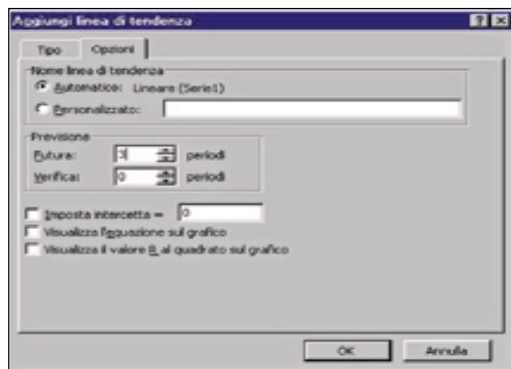 Aggiungi linea di tendenza
Tipo
Opzioni
Nome linea di tendenza
Automatico: Lineare (Serie1)
Personalizzato:
Previsione
Futura: 3 periodi
Verifica: 0 periodi
Imposta intercetta = 0
Visualizza l'equazione sul grafico
Visualizza il valore R al quadrato sul grafico
OK
Annulla